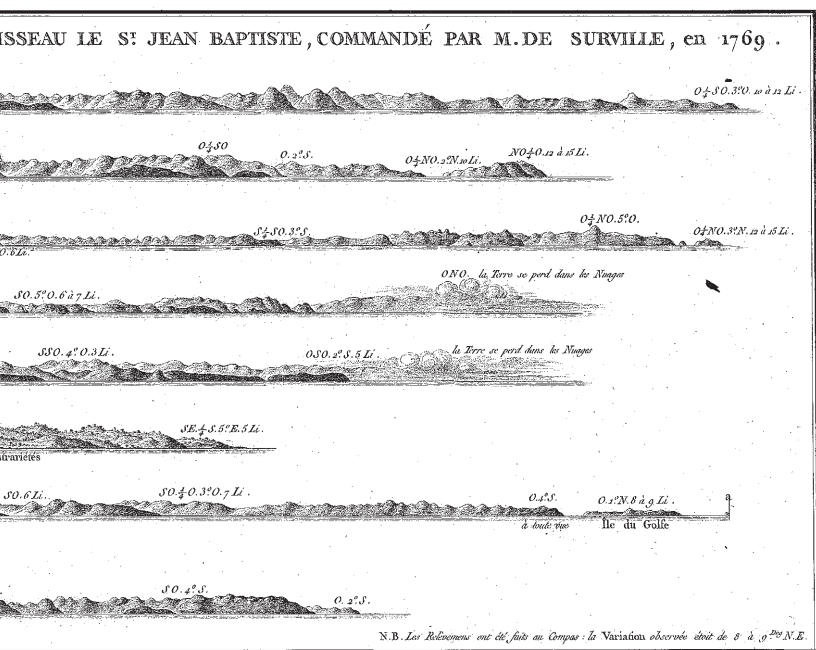 ISSEAU LE S.T JEAN BAPTISTE, COMMANDÉ PAR M. DE SURVILLE, en 1769.
O¼SO.3°O. 10 à 12 Li.
O¼SO
O.2°S.
O¼NO.2°N.10 Li.
NO¼O.12 à 15 Li.
S¼SO.3°S.
O¼NO.5°O.
O¼NO.3°N. 12 à 15 Li.
O.6 Li.
SO.5°O.6 à 7 Li.
ONO. la Terre se perd dans les Nuages
SSO.4°O.3 Li.
OSO.2°S.5 Li.
la Terre se perd dans les Nuages
SE¼S.5°E.5 Li.
ntrariétés
SO.6 Li.
SO¼O.3°O.7 Li.
O.4°S.
O.1°N.8 à 9 Li.
a
à toute vue
Île du Golfe
SO.4°S.
O.2°S.
N.B. Les Relevemens ont été faits au Compas : la Variation observée étoit de 8 à 9.Deg N.E.